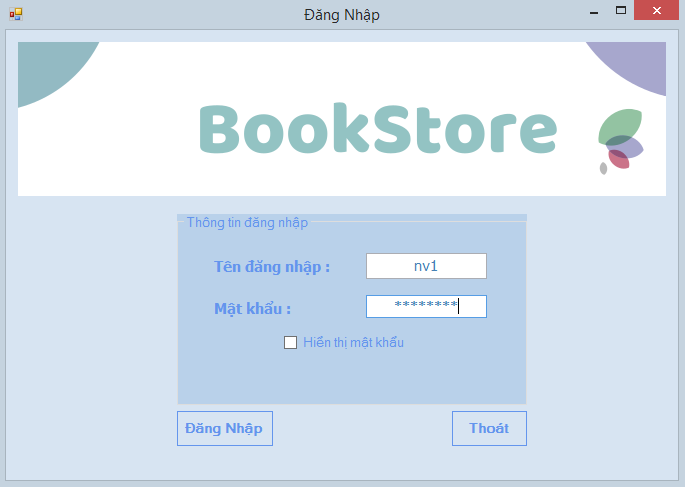 Đăng Nhập
BookStore
Thông tin đăng nhập
Tên đăng nhập : nv1
Mật khẩu : ********
Hiển thị mật khẩu
Đăng Nhập Thoát